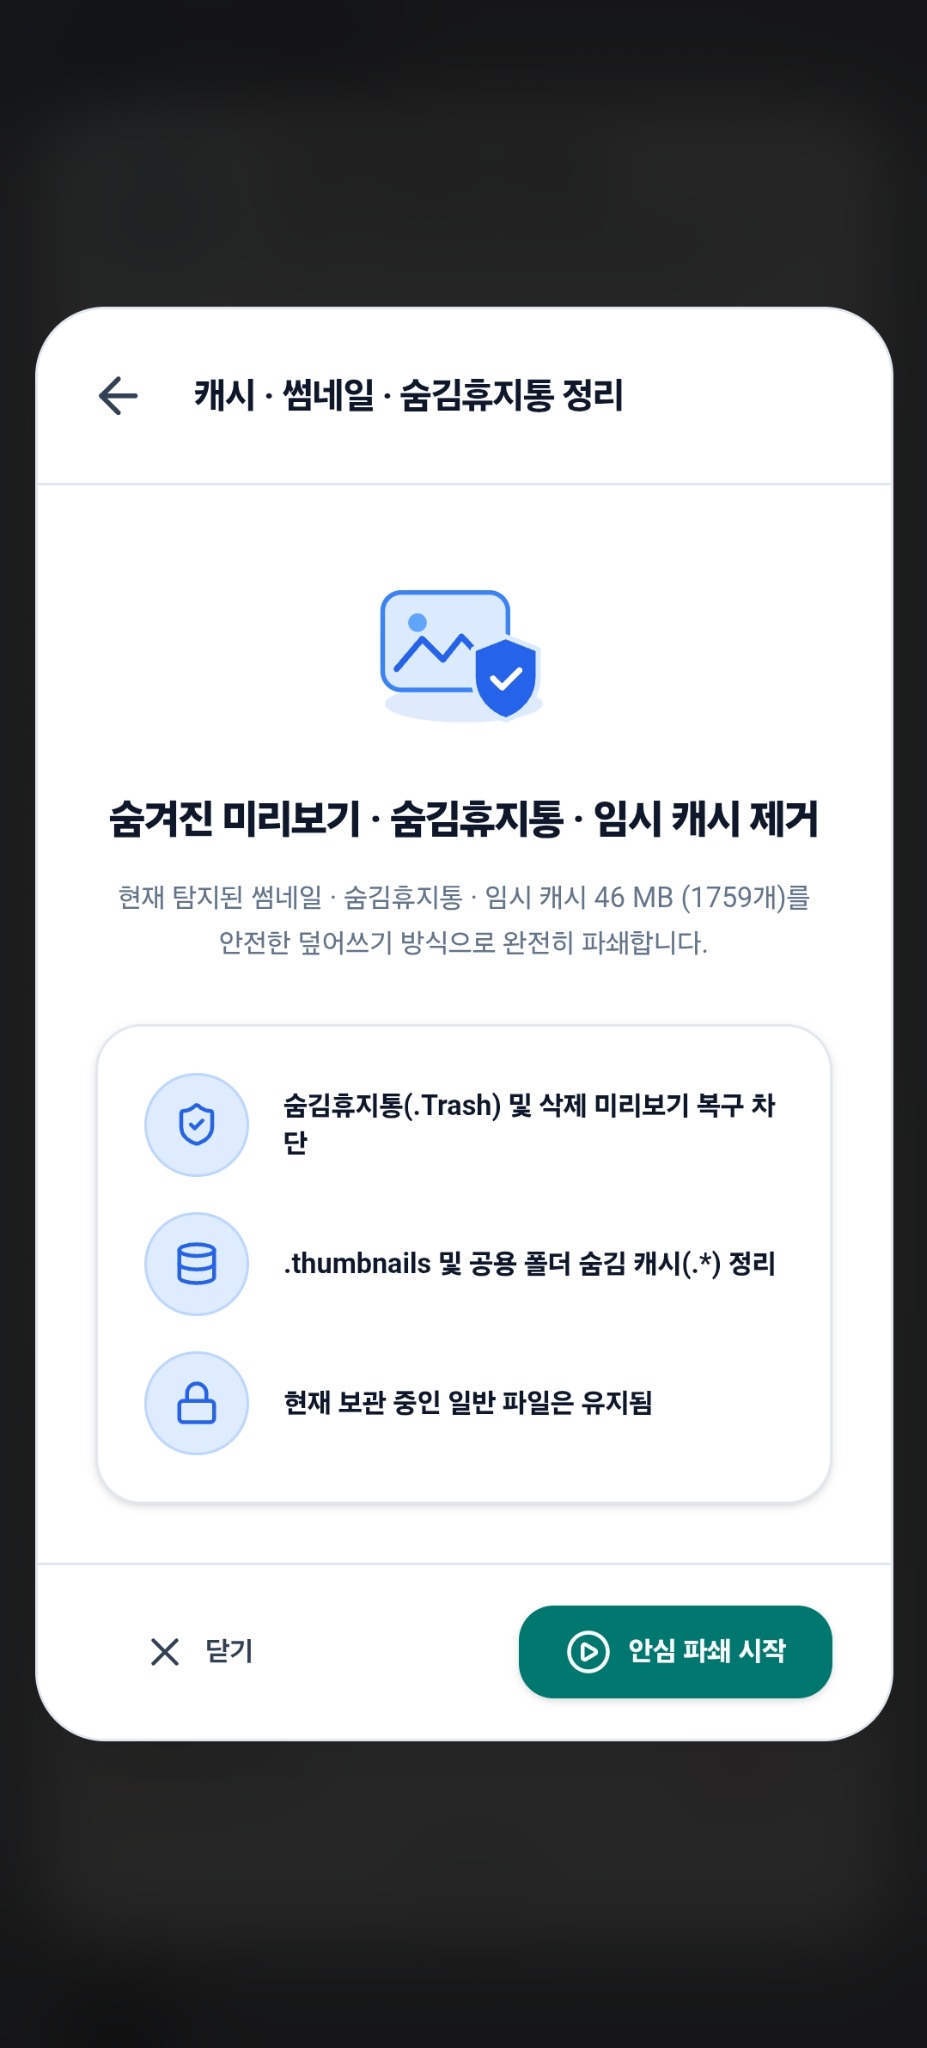 캐시 · 썸네일 · 숨김휴지통 정리
숨겨진 미리보기 · 숨김휴지통 · 임시 캐시 제거
현재 탐지된 썸네일 · 숨김휴지통 · 임시 캐시 46 MB (1759개)를
안전한 덮어쓰기 방식으로 완전히 파쇄합니다.
숨김휴지통(.Trash) 및 삭제 미리보기 복구 차
단
.thumbnails 및 공용 폴더 숨김 캐시(.*) 정리
현재 보관 중인 일반 파일은 유지됨
닫기
안심 파쇄 시작